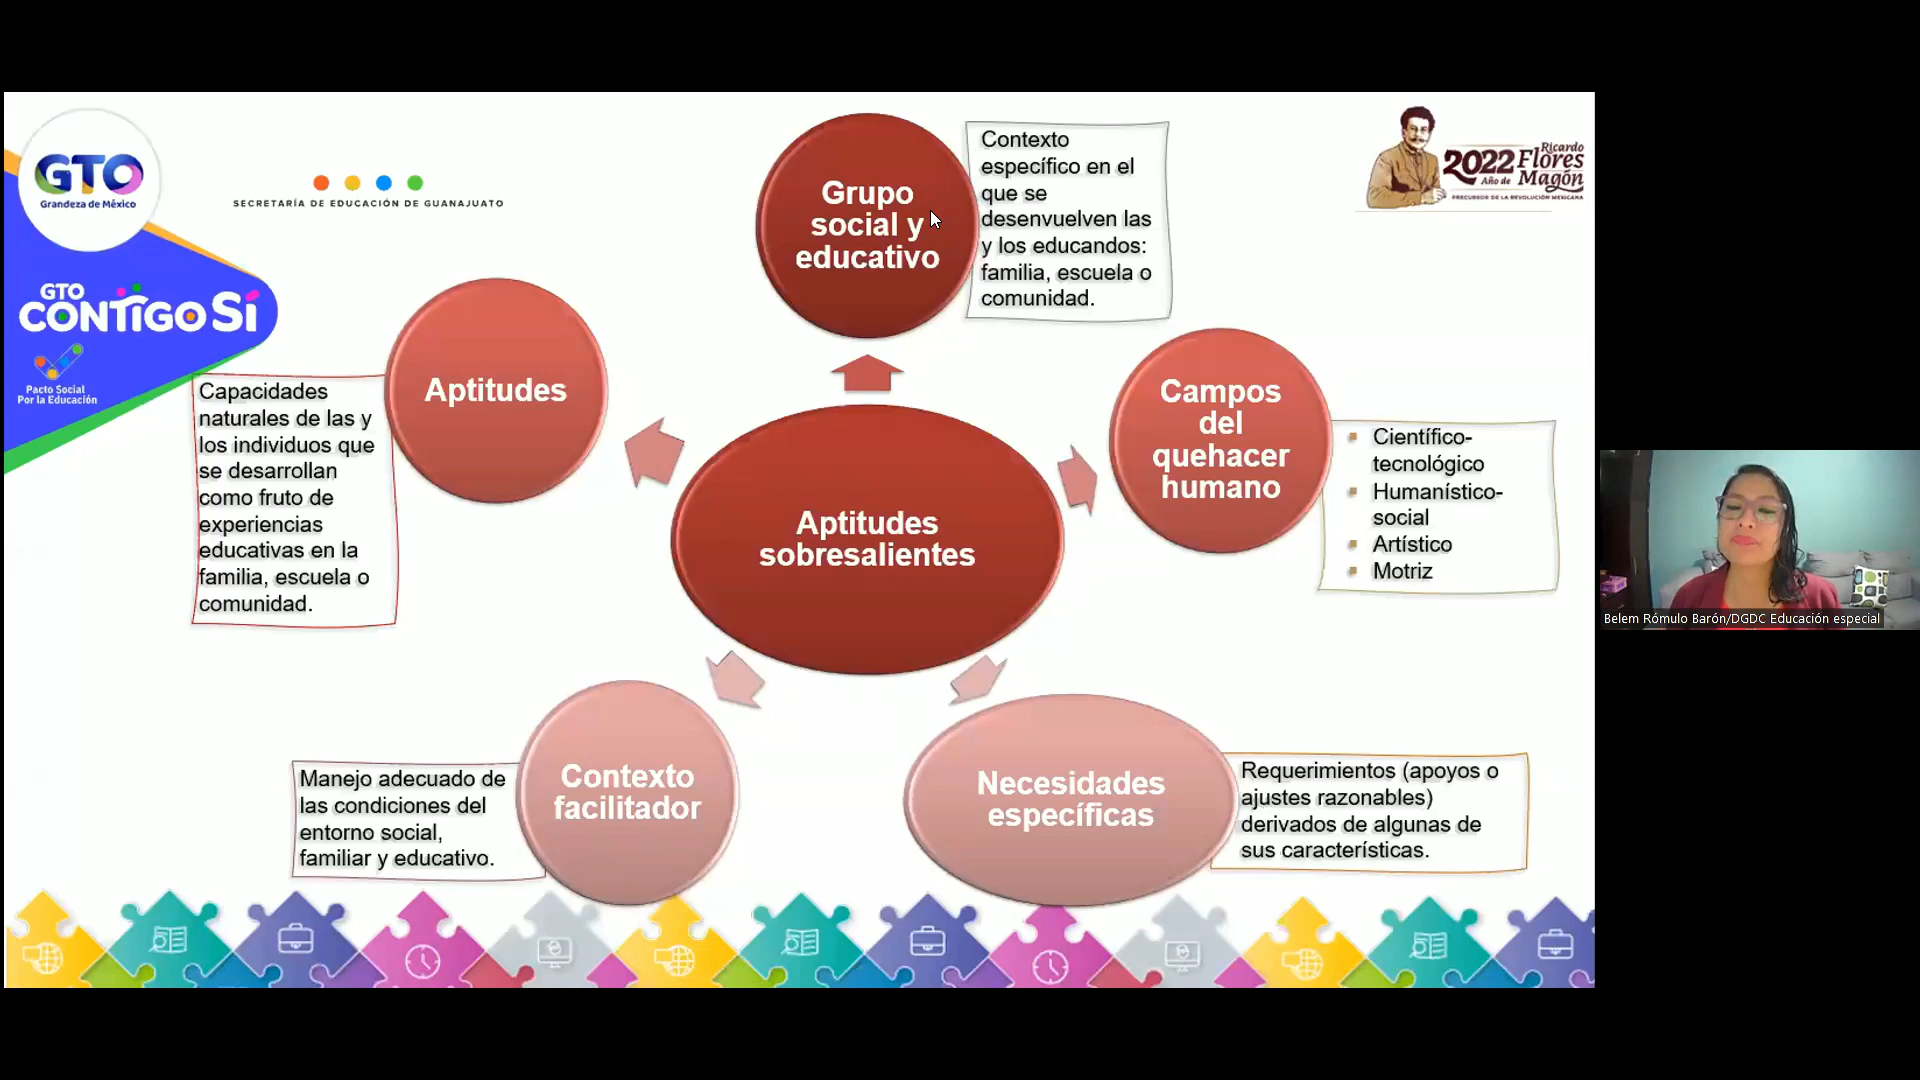 GTO
Grandeza de México
SECRETARÍA DE EDUCACIÓN DE GUANAJUATO
GTO
CONTIGO SÍ
Pacto Social
Por la Educación
Grupo
social y
educativo
Contexto
específico en el
que se
desenvuelven las
y los educandos:
familia, escuela o
comunidad.
2022 Ricardo
Flores
Año de Magón
PRECURSOR DE LA REVOLUCIÓN MEXICANA
Aptitudes
Capacidades
naturales de las y
los individuos que
se desarrollan
como fruto de
experiencias
educativas en la
familia, escuela o
comunidad.
Campos
del
quehacer
humano
Científico-
tecnológico
Humanístico-
social
Artístico
Motriz
Aptitudes
sobresalientes
Contexto
facilitador
Manejo adecuado de
las condiciones del
entorno social,
familiar y educativo.
Necesidades
específicas
Requerimientos (apoyos o
ajustes razonables)
derivados de algunas de
sus características.
Belem Rómulo Barón/DGDC Educación especial